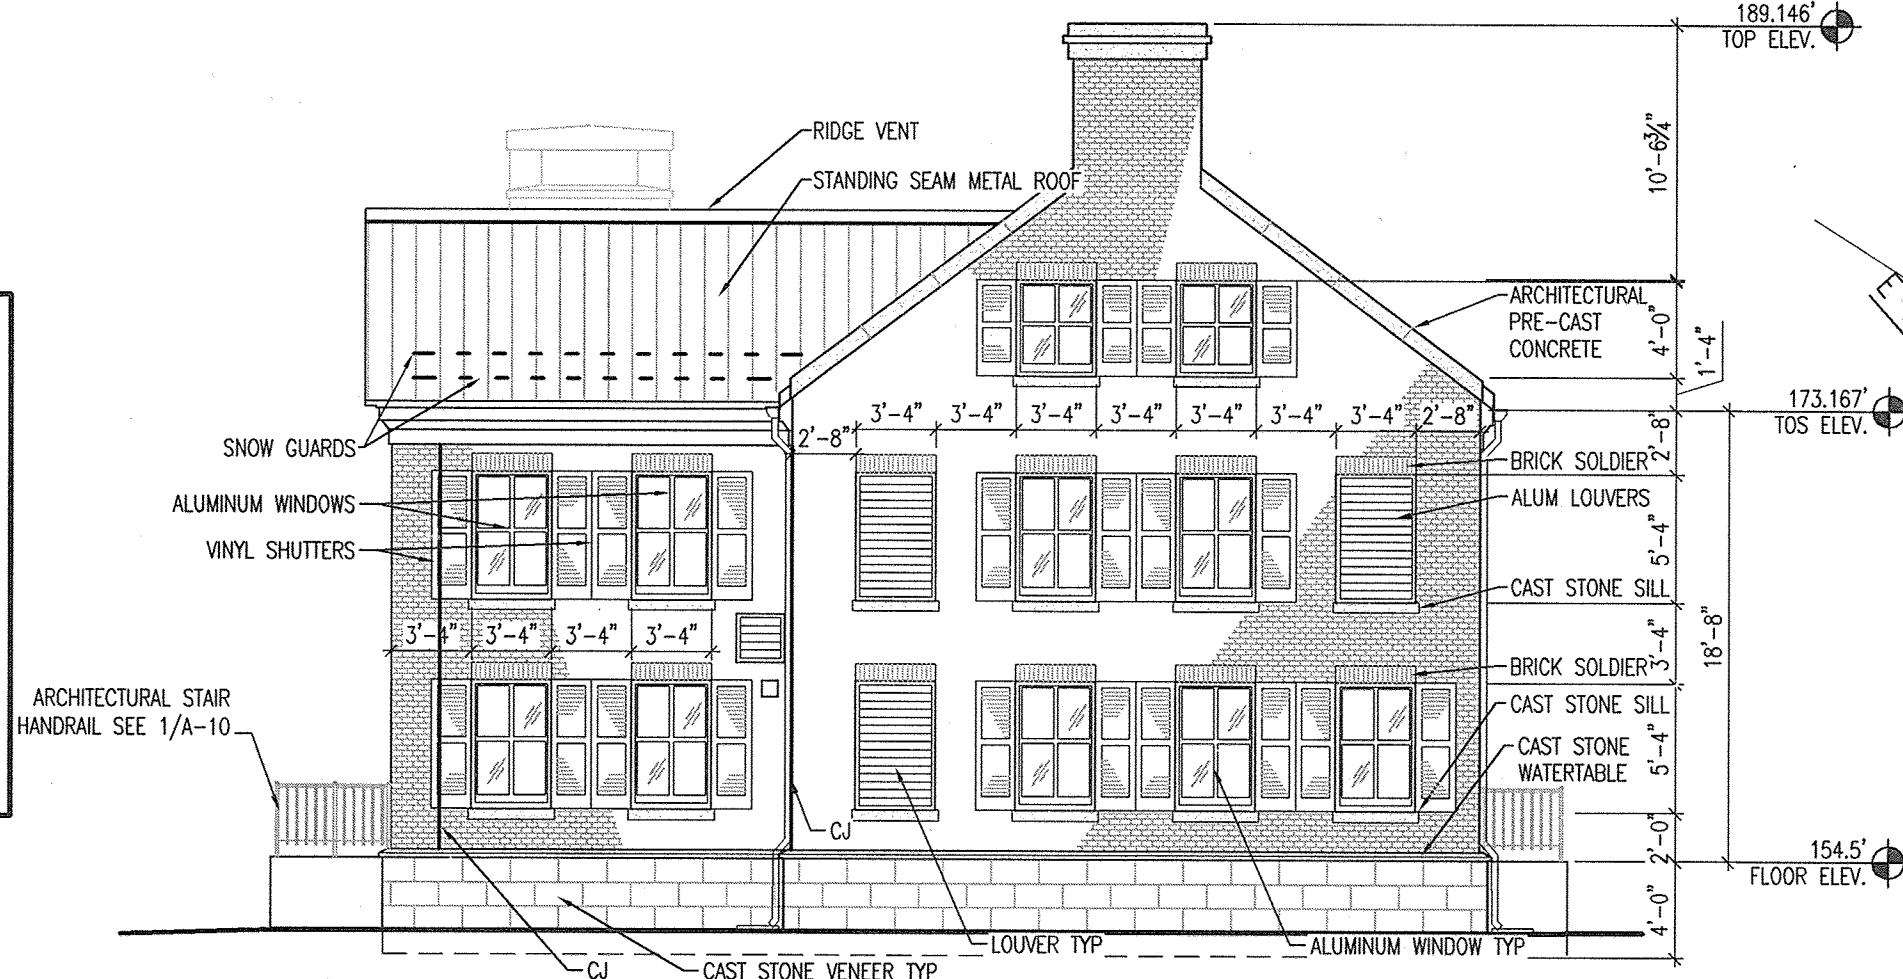 189.146'
TOP ELEV.
RIDGE VENT
STANDING SEAM METAL ROOF
10'-6¾"
ARCHITECTURAL
PRE-CAST
CONCRETE
4'-0"
1'-4"
173.167'
TOS ELEV.
3'-4" 3'-4" 3'-4" 3'-4" 3'-4" 3'-4" 3'-4" 2'-8"
2'-8"
2'-8"
SNOW GUARDS
BRICK SOLDIER
ALUMINUM WINDOWS
ALUM LOUVERS
VINYL SHUTTERS
5'-4"
CAST STONE SILL
3'-4" 3'-4" 3'-4" 3'-4"
3'-4"
18'-8"
BRICK SOLDIER
ARCHITECTURAL STAIR
HANDRAIL SEE 1/A-10
CAST STONE SILL
CAST STONE
WATERTABLE
5'-4"
CJ
2'-0"
154.5'
FLOOR ELEV.
4'-0"
LOUVER TYP
ALUMINUM WINDOW TYP
CJ
CAST STONE VENEER TYP